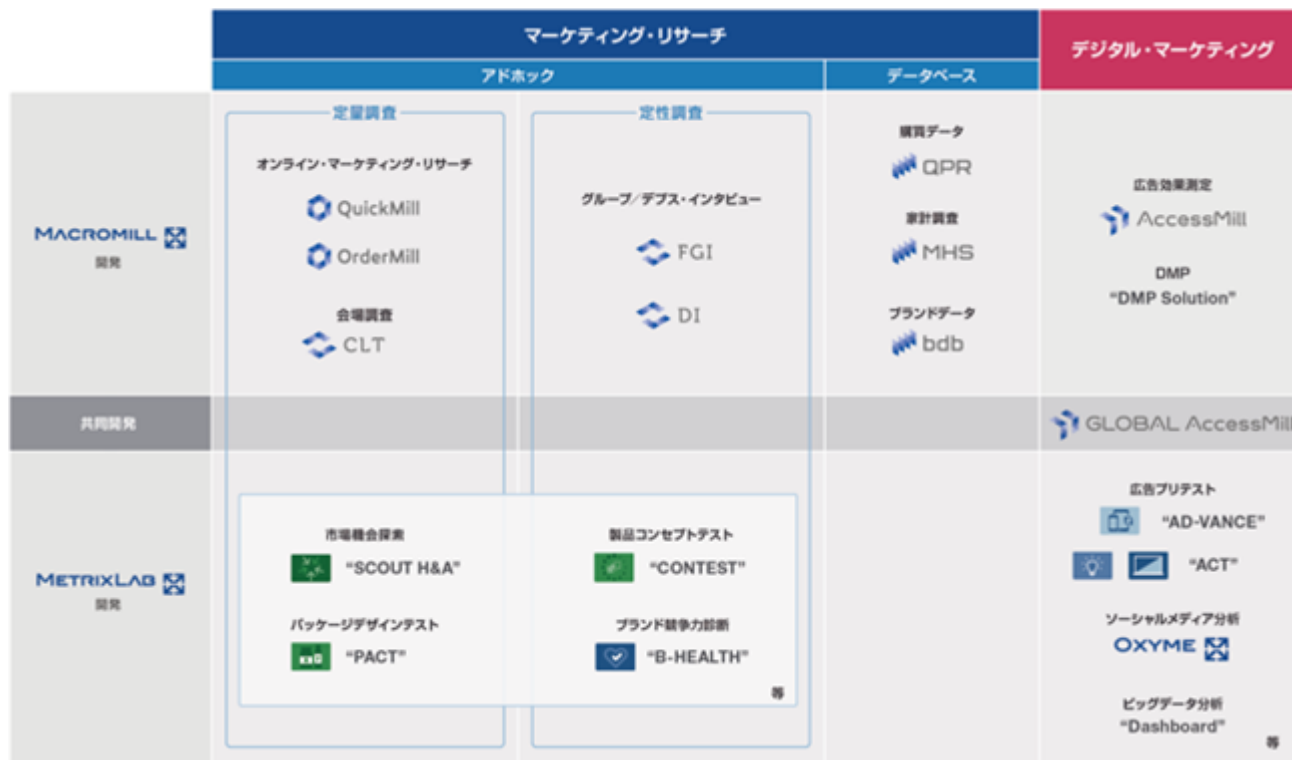 マーケティング・リサーチ
デジタル・マーケティング
アドホック
データベース
定量調査
定性調査
オンライン・マーケティング・リサーチ
QuickMill
OrderMill
会場調査
CLT
グループ/デプス・インタビュー
FGI
DI
購買データ
QPR
家計調査
MHS
ブランドデータ
bdb
広告効果測定
AccessMill
DMP
“DMP Solution”
MACROMILL
開発
共同開発
GLOBAL AccessMill
METRIXLAB
開発
市場機会探索
“SCOUT H&A”
製品コンセプトテスト
“CONTEST”
パッケージデザインテスト
“PACT”
ブランド競争力診断
“B-HEALTH”
等
広告プリテスト
“AD-VANCE”
“ACT”
ソーシャルメディア分析
OXYME
ビッグデータ分析
“Dashboard”
等